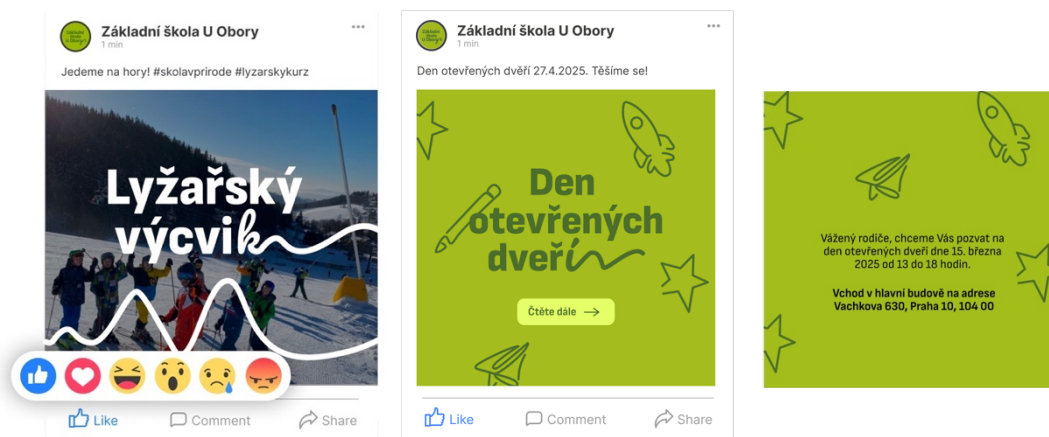 Základní škola U Obory
1 min
Jedeme na hory! #skolavprirode #lyzarskykurz
Lyžařský
výcvik
Like
Comment
Share
Základní škola U Obory
1 min
Den otevřených dvěří 27.4.2025. Těšíme se!
Den
otevřených
dveří
Čtěte dále
Like
Comment
Share
Vážený rodiče, chceme Vás pozvat na
den otevřených dveří dne 15. března
2025 od 13 do 18 hodin.
Vchod v hlavní budově na adrese
Vachkova 630, Praha 10, 104 00